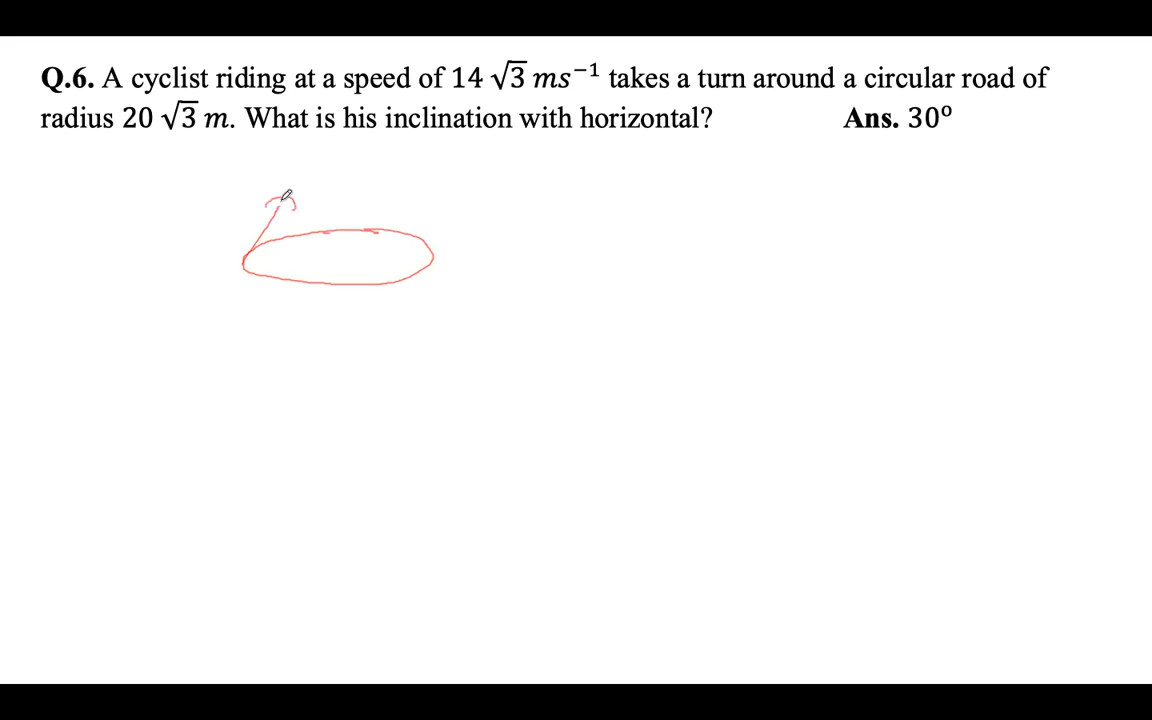 Q.6. A cyclist riding at a speed of 14 √3 ms⁻¹ takes a turn around a circular road of
radius 20 √3 m. What is his inclination with horizontal? Ans. 30⁰